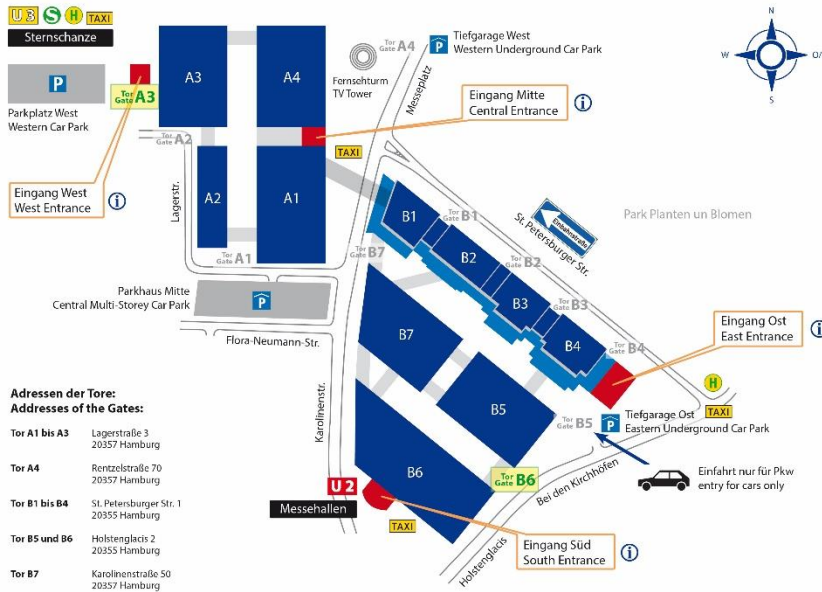 U3 S H TAXI
Sternschanze
P
Parkplatz West
Western Car Park
Tor
Gate A3
A3
A4
Fernsehturm
TV Tower
Tor
Gate A4
P
Tiefgarage West
Western Underground Car Park
Messeplatz
N
W
O/
S
Eingang Mitte
Central Entrance
i
Tor
Gate A2
TAXI
Eingang West
West Entrance
i
Lagerstr.
A2
A1
Tor
Gate A1
B1
Tor
Gate B1
Einbahnstraße
St. Petersburger Str.
Park Planten un Blomen
Tor
Gate B7
B2
Tor
Gate B2
Parkhaus Mitte
Central Multi-Storey Car Park
P
B3
Tor
Gate B3
Flora-Neumann-Str.
B7
B4
Tor
Gate B4
Eingang Ost
East Entrance
i
H
TAXI
Karolinenstr.
B5
Tor
Gate B5
P
Tiefgarage Ost
Eastern Underground Car Park
Adressen der Tore:
Addresses of the Gates:
Tor A1 bis A3 Lagerstraße 3
20357 Hamburg
Tor A4 Rentzelstraße 70
20357 Hamburg
Tor B1 bis B4 St. Petersburger Str. 1
20355 Hamburg
Tor B5 und B6 Holstenglacis 2
20355 Hamburg
Tor B7 Karolinenstraße 50
20357 Hamburg
B6
Tor
Gate B6
Bei den Kirchhöfen
Einfahrt nur für Pkw
entry for cars only
U2
Messehallen
TAXI
Holstenglacis
Eingang Süd
South Entrance
i